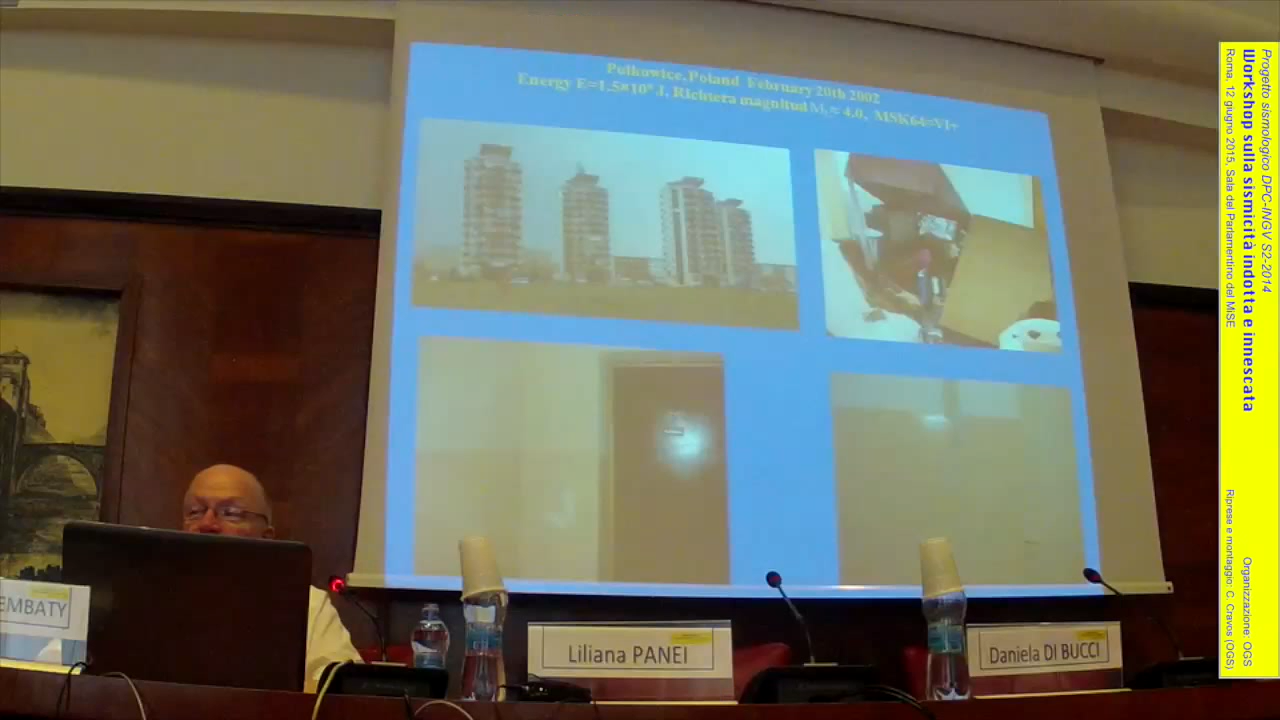 Polkowice, Poland February 20th 2002
Energy E=1.5*10⁹ J, Richtera magnitud M = 4.0, MSK64=VI+
EMBATY
Liliana PANEI
Daniela DI BUCCI
Progetto sismologico DPC-INGV S2-2014
Workshop sulla sismicità indotta e innescata
Roma, 12 giugno 2015, Sala del Parlamentino del MISE
Organizzazione: OGS
Riprese e montaggio: C. Cravos (OGS)